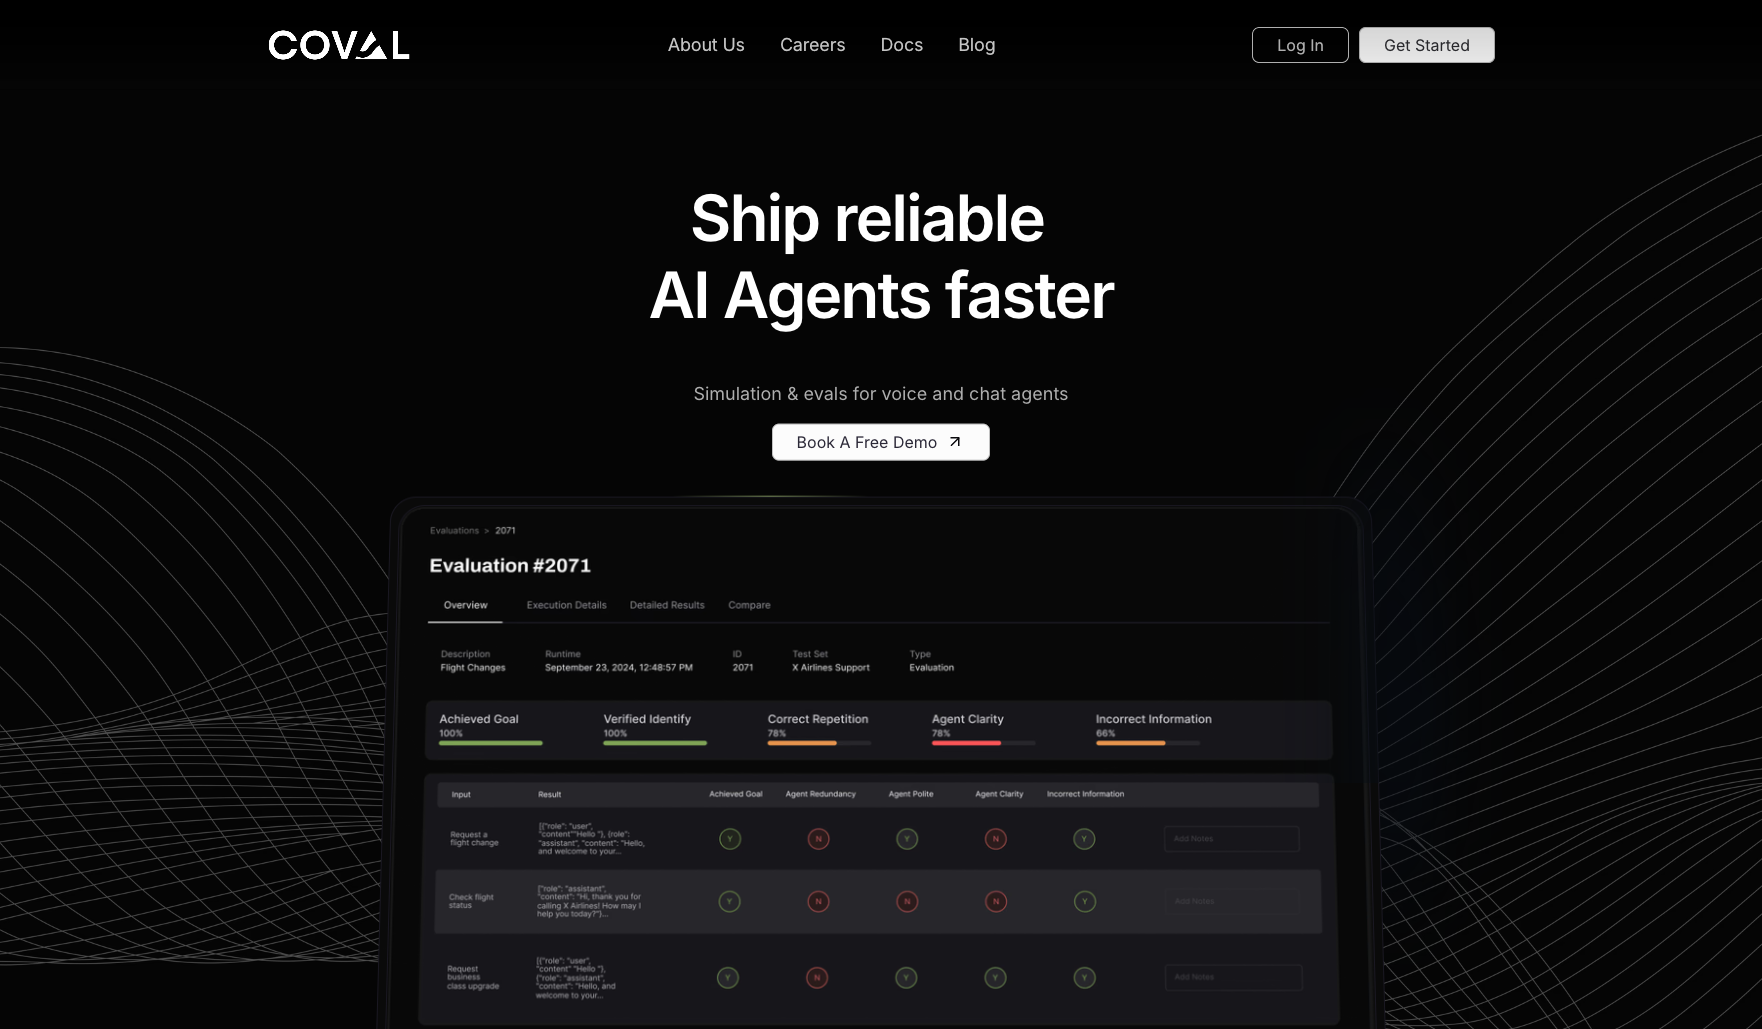 COVAL
About Us Careers Docs Blog
Log In Get Started
Ship reliable
AI Agents faster
Simulation & evals for voice and chat agents
Book A Free Demo
Evaluations > 2071
Evaluation #2071
Overview Execution Details Detailed Results Compare
Description Runtime ID Test Set Type
Flight Changes September 23, 2024, 12:48:57 PM 2071 X Airlines Support Evaluation
Achieved Goal Verified Identify Correct Repetition Agent Clarity Incorrect Information
100% 100% 78% 78% 66%
Input Result Achieved Goal Agent Redundancy Agent Polite Agent Clarity Incorrect Information
Request a
flight change
[{"role": "user",
"content""Hello "}, {role":
"assistant", "content": "Hello,
and welcome to your...
Y N Y N Y Add Notes
Check flight
status
["role": "assistant",
"content": "Hi, thank you for
calling X Airlines! How may I
help you today?"}...
Y N N N Y Add Notes
Request
business
class upgrade
[{"role": "user",
"content" "Hello "},
{"role": "assistant",
"content": "Hello, and
welcome to your...
Y N Y Y Y Add Notes